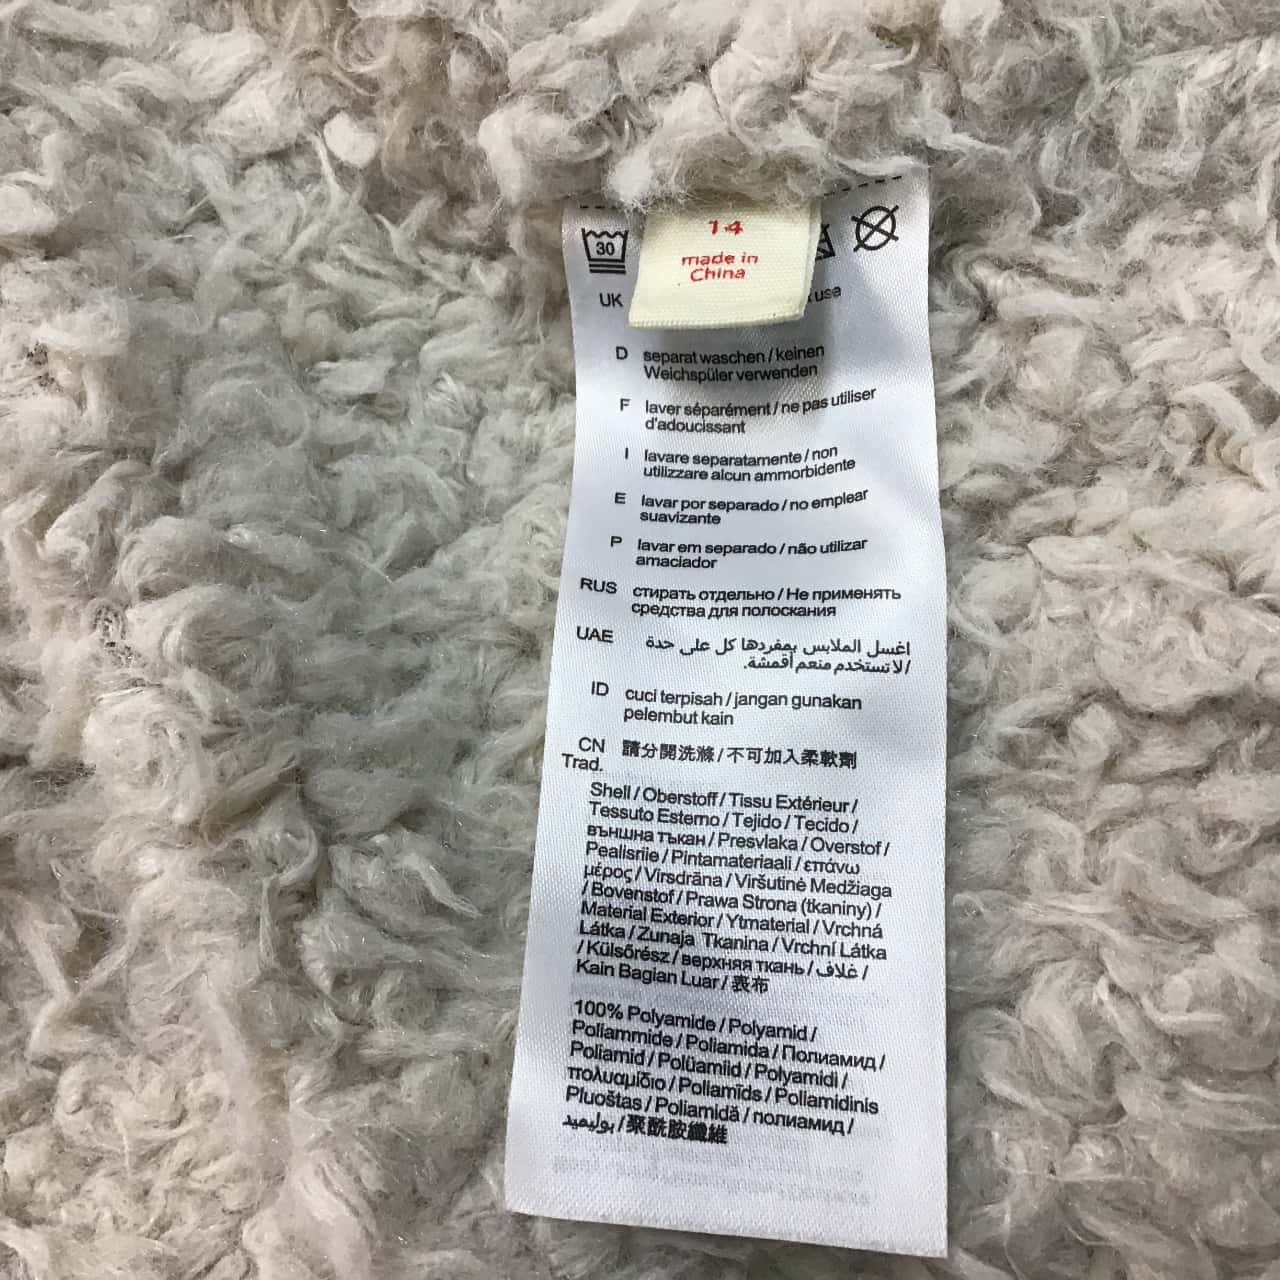 14
made in
China
30
UK use
D separat waschen / keinen
Weichspüler verwenden
F laver séparément / ne pas utiliser
d'adoucissant
I lavare separatamente / non
utilizzare alcun ammorbidente
E lavar por separado / no emplear
suavizante
P lavar em separado / não utilizar
amaciador
RUS стирать отдельно / Не применять
средства для полоскания
UAE اغسل الملابس بمفردها كل على حدة
/ لا تستخدم منعم أقمشة.
ID cuci terpisah / jangan gunakan
pelembut kain
CN 請分開洗滌 / 不可加入柔軟劑
Trad.
Shell / Oberstoff / Tissu Extérieur /
Tessuto Esterno / Tejido / Tecido /
външна тъкан / Presvlaka / Overstof /
Pealisriie / Pintamateriaali / επάνω
μέρος / Virsdrāna / Viršutinė Medžiaga
/ Bovenstof / Prawa Strona (tkaniny) /
Material Exterior / Ytmaterial / Vrchná
Látka / Zunaja Tkanina / Vrchní Látka
/ Külsőrész / верхняя ткань / غلاف /
Kain Bagian Luar / 表布
100% Polyamide / Polyamid /
Poliammide / Poliamida / Полиамид /
Poliamid / Polüamiid / Polyamidi /
πολυαμίδιο / Poliamīds / Poliamidinis
Pluoštas / Poliamidă / полиамид /
بوليميد / 聚酰胺纖維